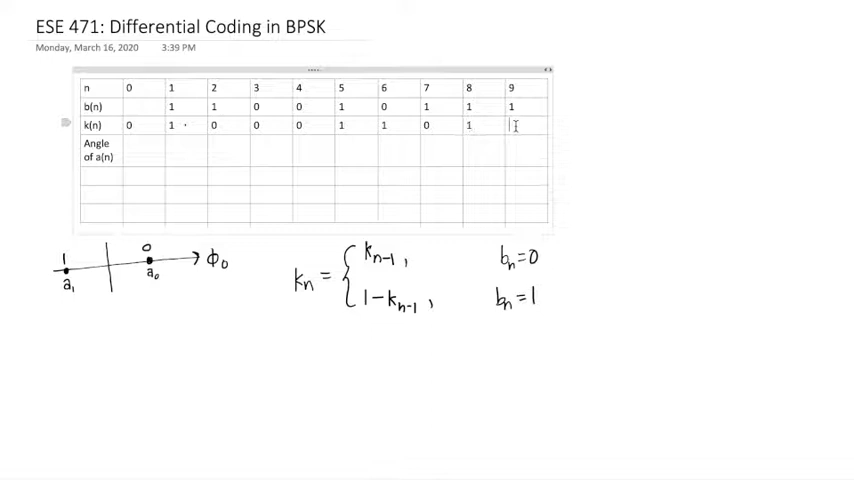 ESE 471: Differential Coding in BPSK
Monday, March 16, 2020 3:39 PM
n 0 1 2 3 4 5 6 7 8 9
b(n) 1 1 0 0 1 0 1 1 1
k(n) 0 1 0 0 0 1 1 0 1
Angle
of a(n)
1 0 ϕ₀
a₁ a₀
kₙ = { kₙ₋₁, bₙ=0
1-kₙ₋₁, bₙ=1